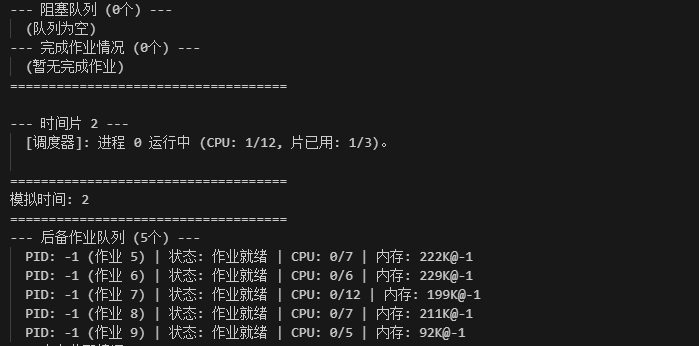 --- 阻塞队列 (0个) ---
(队列为空)
--- 完成作业情况 (0个) ---
(暂无完成作业)
====================================
--- 时间片 2 ---
[调度器]: 进程 0 运行中 (CPU: 1/12, 片已用: 1/3)。
====================================
模拟时间: 2
====================================
--- 后备作业队列 (5个) ---
PID: -1 (作业 5) | 状态: 作业就绪 | CPU: 0/7 | 内存: 222K@-1
PID: -1 (作业 6) | 状态: 作业就绪 | CPU: 0/6 | 内存: 229K@-1
PID: -1 (作业 7) | 状态: 作业就绪 | CPU: 0/12 | 内存: 199K@-1
PID: -1 (作业 8) | 状态: 作业就绪 | CPU: 0/7 | 内存: 211K@-1
PID: -1 (作业 9) | 状态: 作业就绪 | CPU: 0/5 | 内存: 92K@-1